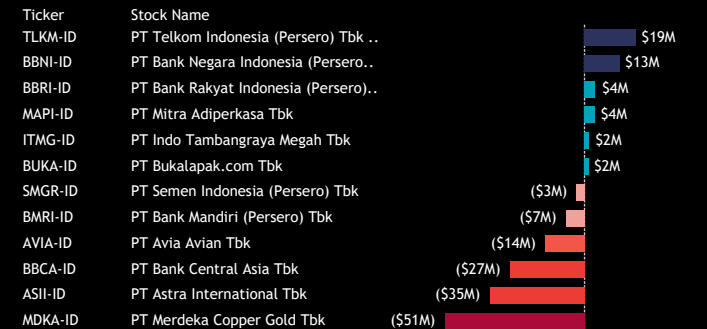 Ticker Stock Name
TLKM-ID PT Telkom Indonesia (Persero) Tbk .. $19M
BBNI-ID PT Bank Negara Indonesia (Persero.. $13M
BBRI-ID PT Bank Rakyat Indonesia (Persero).. $4M
MAPI-ID PT Mitra Adiperkasa Tbk $4M
ITMG-ID PT Indo Tambangraya Megah Tbk $2M
BUKA-ID PT Bukalapak.com Tbk $2M
SMGR-ID PT Semen Indonesia (Persero) Tbk ($3M)
BMRI-ID PT Bank Mandiri (Persero) Tbk ($7M)
AVIA-ID PT Avia Avian Tbk ($14M)
BBCA-ID PT Bank Central Asia Tbk ($27M)
ASII-ID PT Astra International Tbk ($35M)
MDKA-ID PT Merdeka Copper Gold Tbk ($51M)